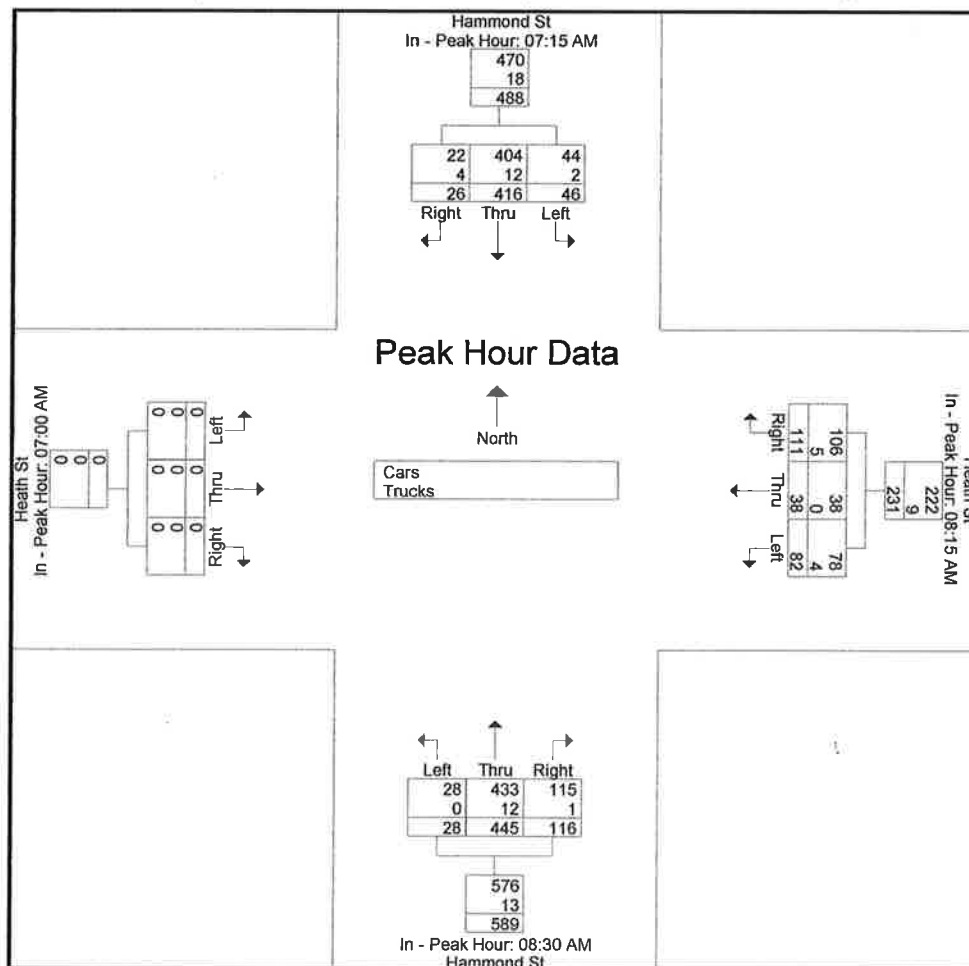 Hammond St
In - Peak Hour: 07:15 AM
470
18
488
22 404 44
4 12 2
26 416 46
Right Thru Left
Peak Hour Data
North
Cars
Trucks
Heath St
In - Peak Hour: 07:00 AM
0 0 0
0 0 0
0 0 0
0 0 0
Left Thru Right
Right Thru Left
111 38 82
5 0 4
106 38 78
231
9
222
In - Peak Hour: 08:15 AM
Heath St
Left Thru Right
28 433 115
0 12 1
28 445 116
576
13
589
In - Peak Hour: 08:30 AM
Hammond St